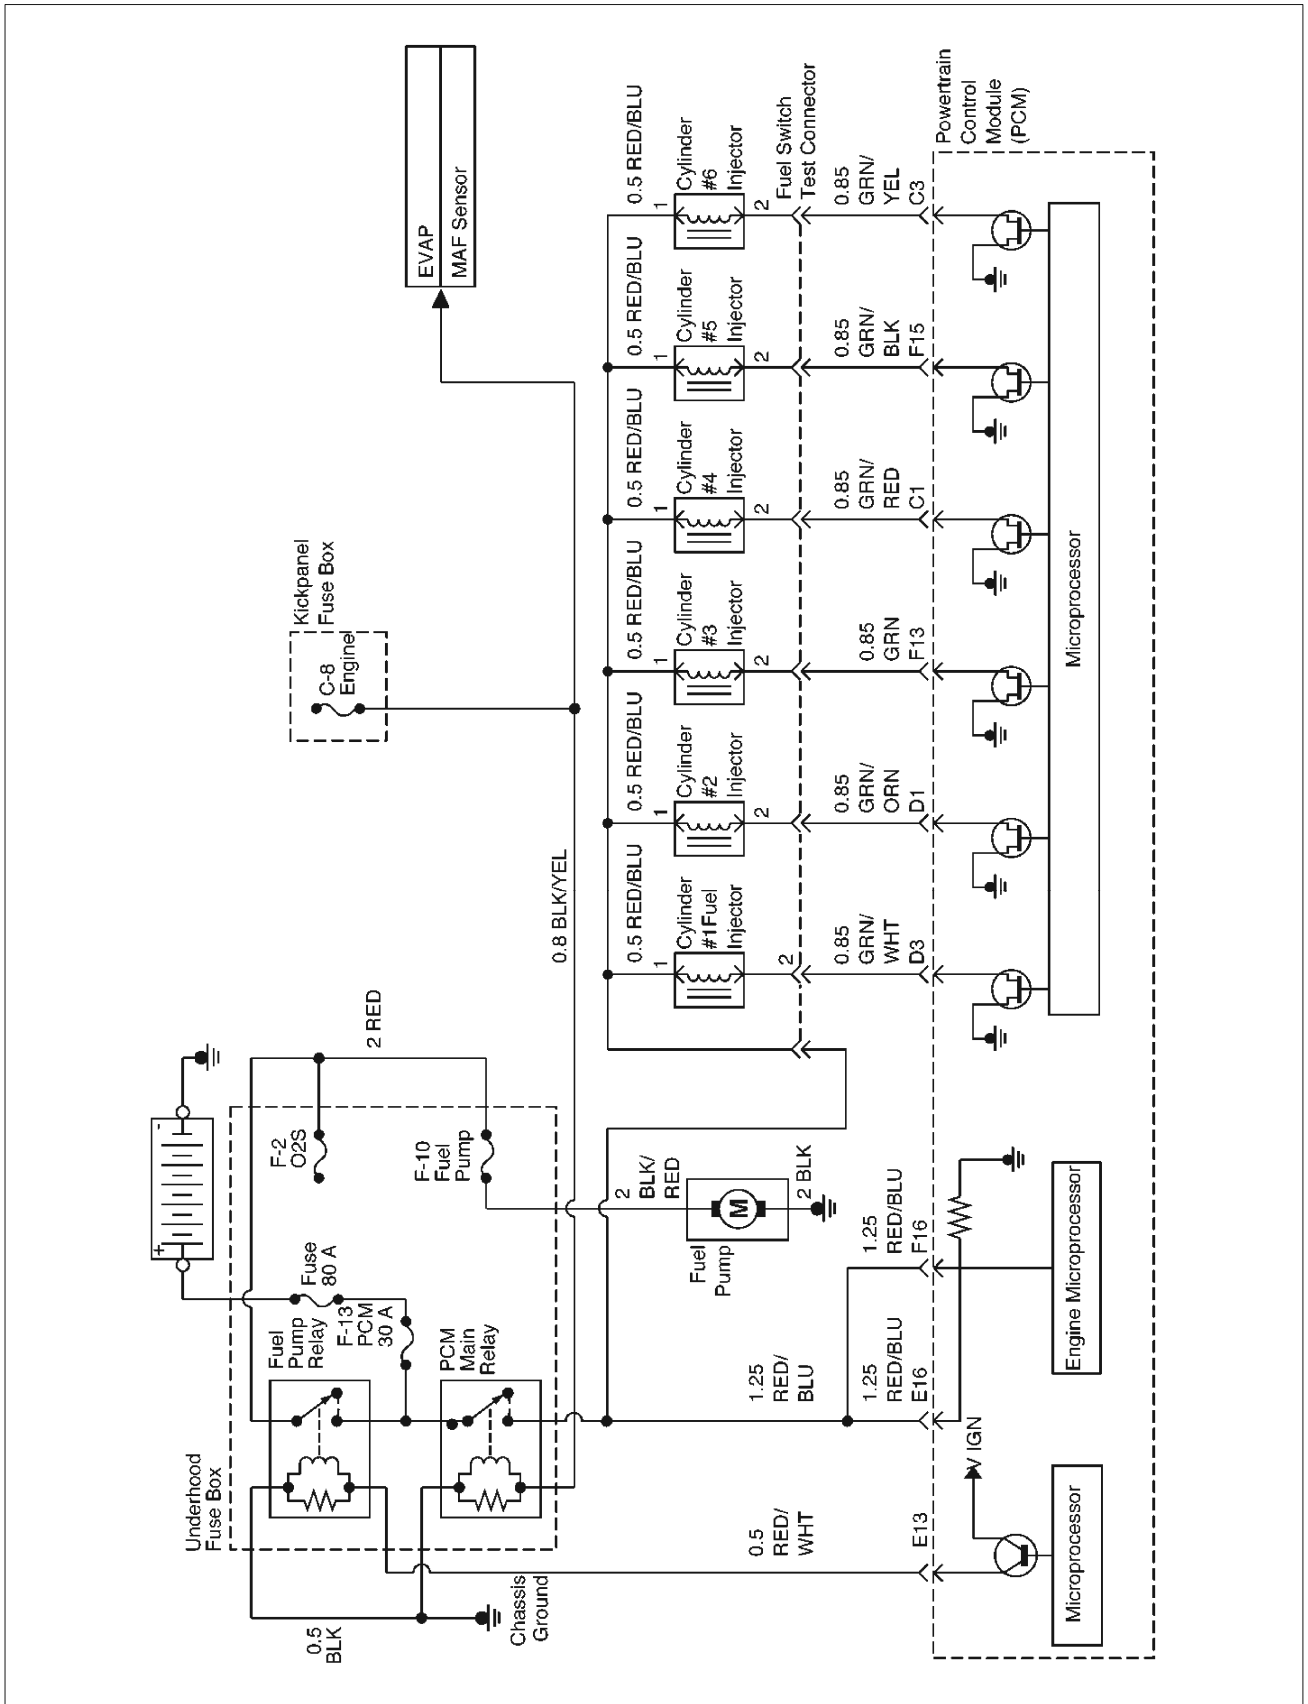 Underhood
Fuse Box
+
-
Fuel
Pump Relay
Fuse
80 A
F-13
PCM
30 A
PCM
Main
Relay
F-2
O2S
F-10
Fuel
Pump
2 RED
0.5
BLK
Chassis
Ground
Kickpanel
Fuse Box
C-8
Engine
EVAP
MAF Sensor
0.8 BLK/YEL
0.5 RED/BLU
0.5 RED/BLU
0.5 RED/BLU
0.5 RED/BLU
0.5 RED/BLU
0.5 RED/BLU
1
Cylinder
#1Fuel
Injector
2
1
Cylinder
#2
Injector
2
1
Cylinder
#3
Injector
2
1
Cylinder
#4
Injector
2
1
Cylinder
#5
Injector
2
1
Cylinder
#6
Injector
2
Fuel Switch
Test Connector
2
BLK/
RED
Fuel
Pump
M
2 BLK
0.5
RED/
WHT
E13
1.25
RED/
BLU
1.25
RED/BLU
E16
1.25
RED/BLU
F16
0.85
GRN/
WHT
D3
0.85
GRN/
ORN
D1
0.85
GRN
F13
0.85
GRN/
RED
C1
0.85
GRN/
BLK
F15
0.85
GRN/
YEL
C3
Powertrain
Control
Module
(PCM)
V IGN
Microprocessor
Engine Microprocessor
Microprocessor